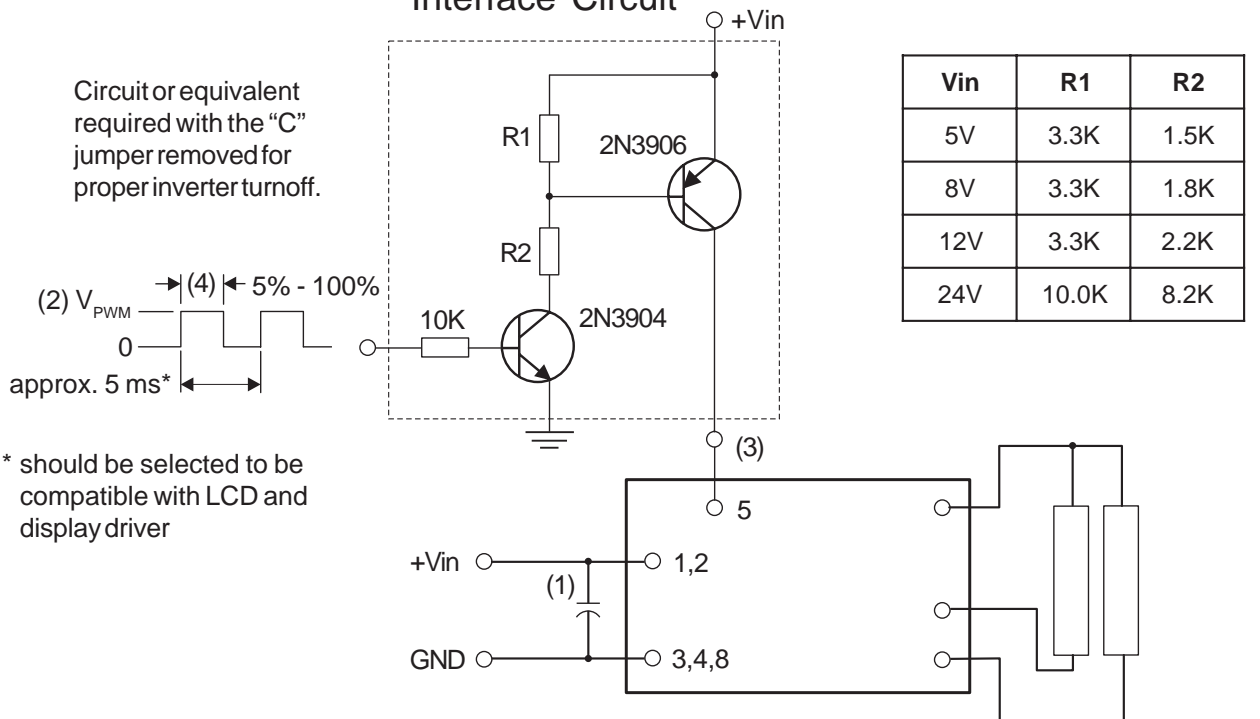 Interface Circuit
+Vin
Circuit or equivalent
required with the “C”
jumper removed for
proper inverter turnoff.
R1
2N3906
R2
(2) VPWM
(4)
5% - 100%
0
approx. 5 ms*
10K
2N3904
Vin R1 R2
5V 3.3K 1.5K
8V 3.3K 1.8K
12V 3.3K 2.2K
24V 10.0K 8.2K
* should be selected to be
compatible with LCD and
display driver
(3)
5
+Vin
1,2
(1)
GND
3,4,8